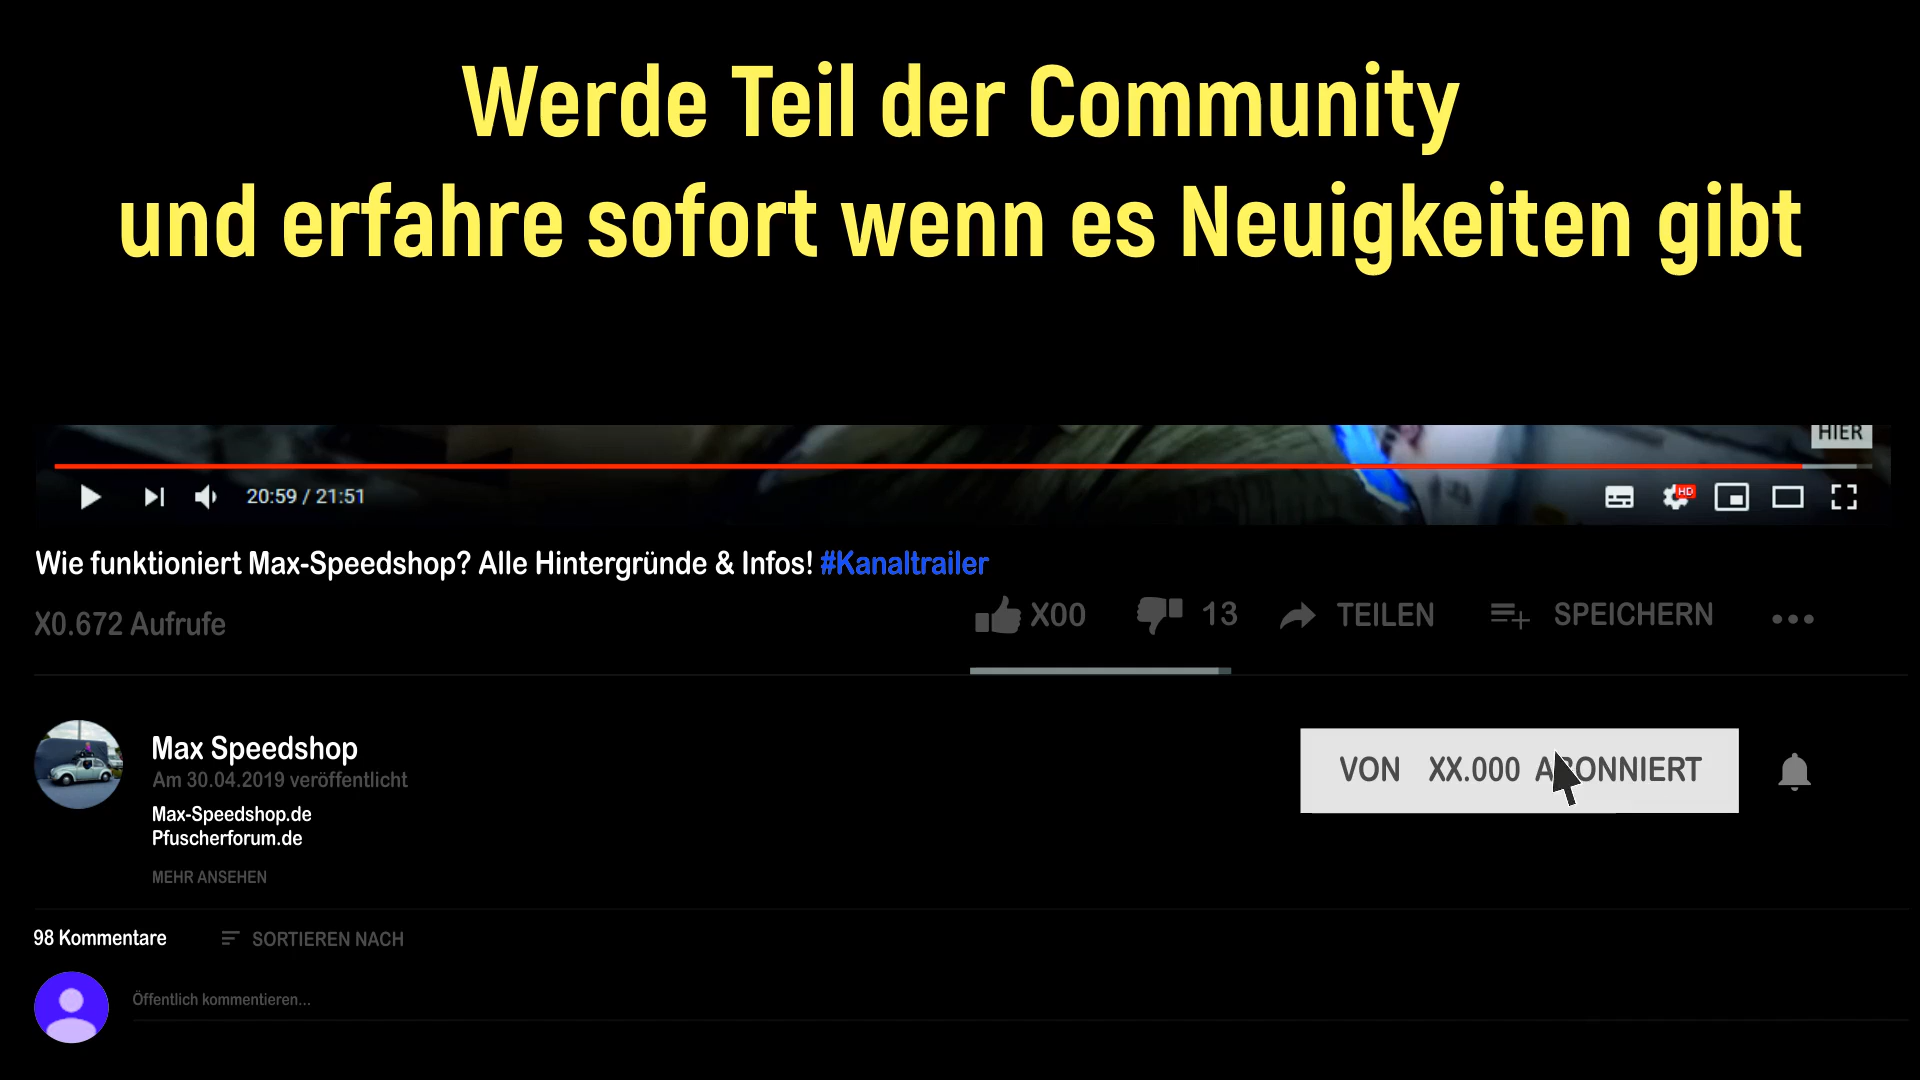 Werde Teil der Community
und erfahre sofort wenn es Neuigkeiten gibt
HIER
20:59 / 21:51
HD
Wie funktioniert Max-Speedshop? Alle Hintergründe & Infos! #Kanaltrailer
X0.672 Aufrufe
X00
13
TEILEN
SPEICHERN
Max Speedshop
Am 30.04.2019 veröffentlicht
Max-Speedshop.de
Pfuscherforum.de
MEHR ANSEHEN
VON XX.000 ABONNIERT
98 Kommentare
SORTIEREN NACH
Öffentlich kommentieren...